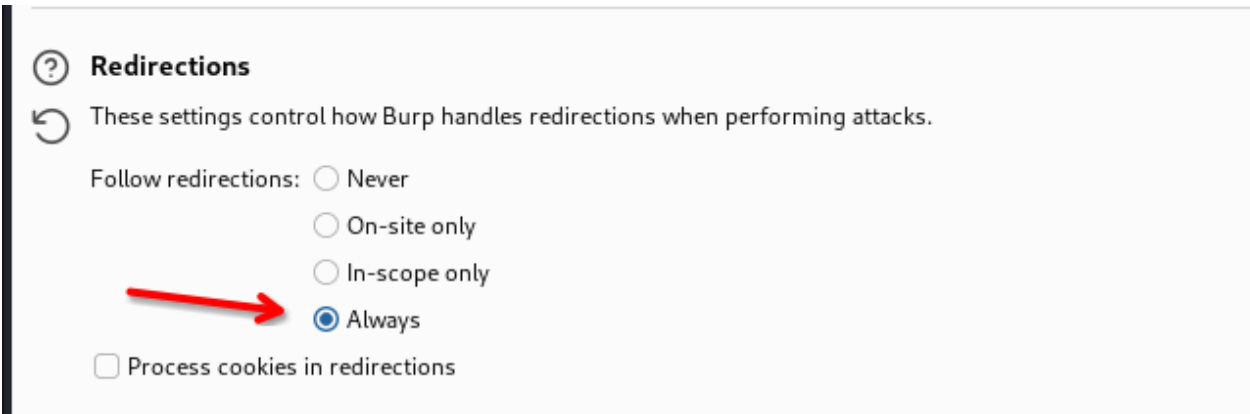 Redirections
These settings control how Burp handles redirections when performing attacks.
Follow redirections: Never
On-site only
In-scope only
Always
Process cookies in redirections